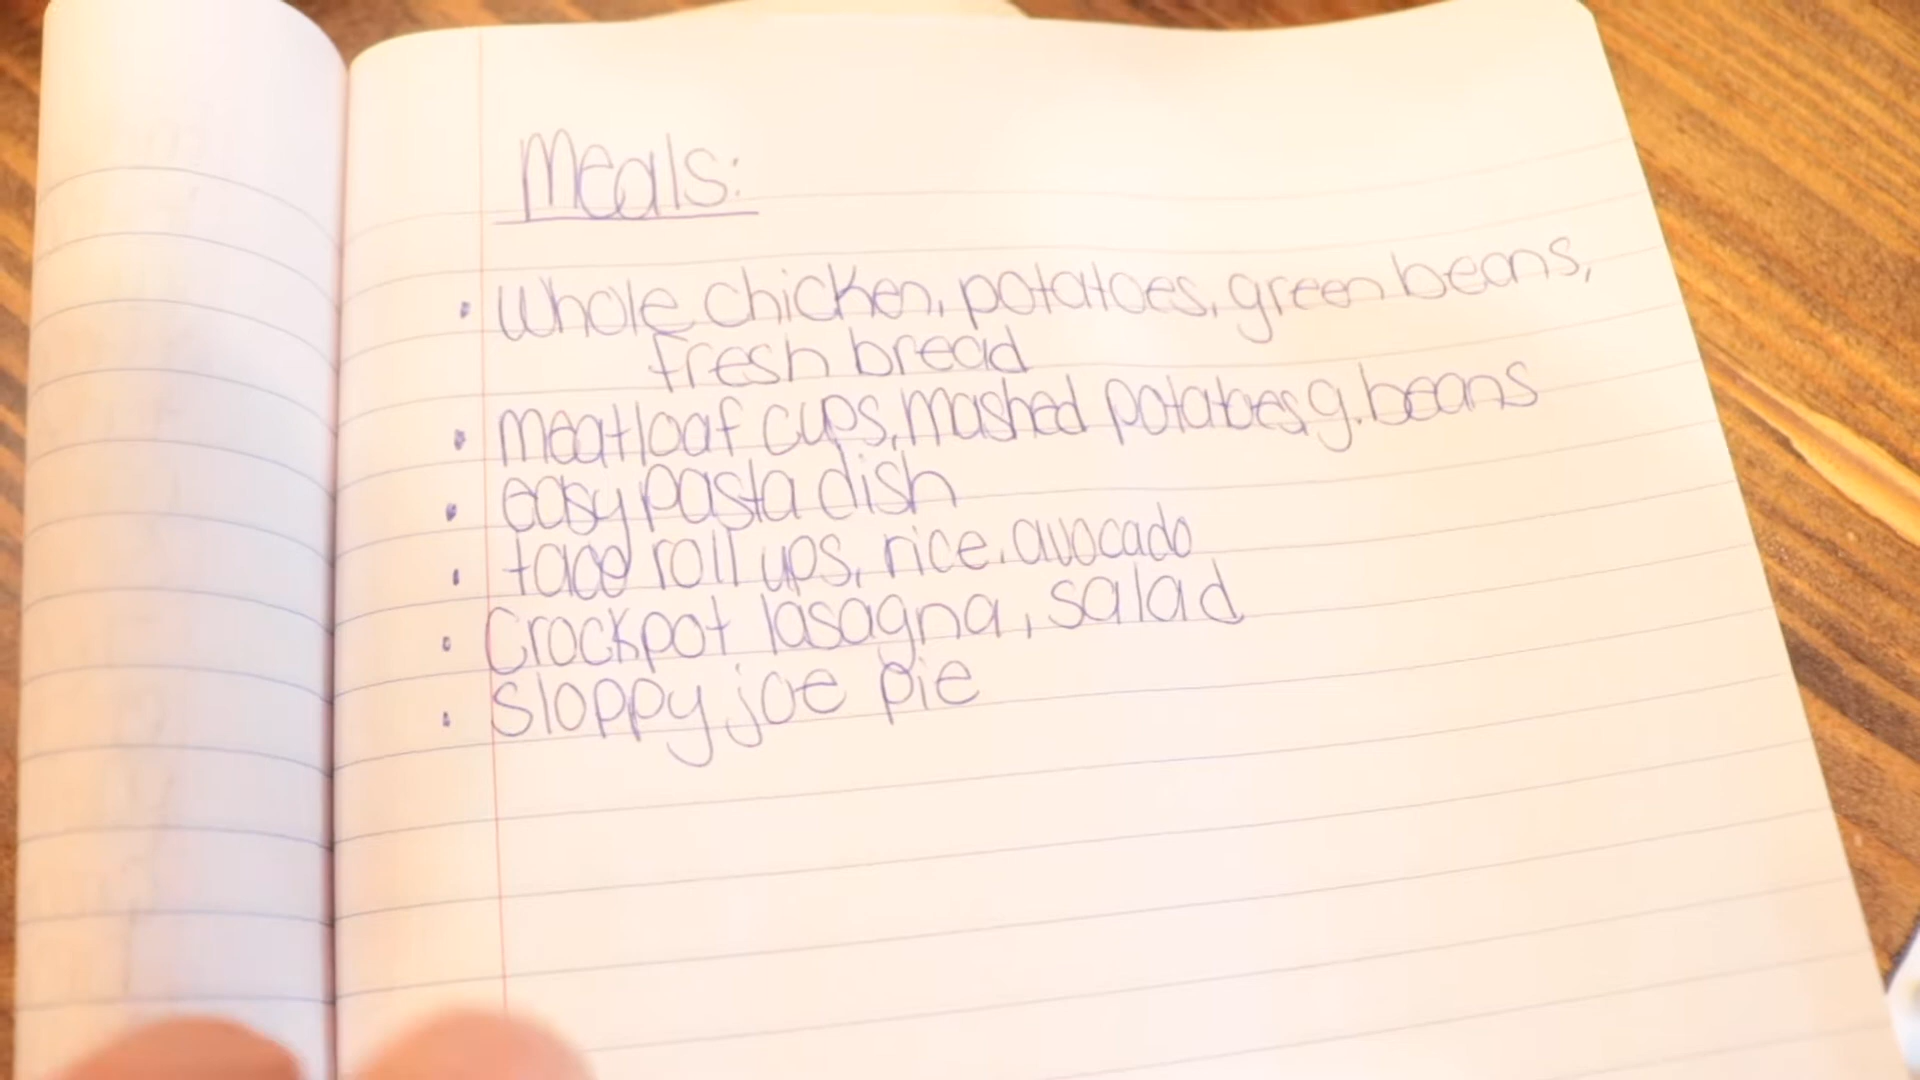 Meals:
• Whole chicken, potatoes, green beans,
fresh bread
• meatloaf cups, mashed potatoes, g. beans
• easy pasta dish
• taco roll ups, rice, avocado
• Crockpot lasagna, salad
• Sloppy joe pie